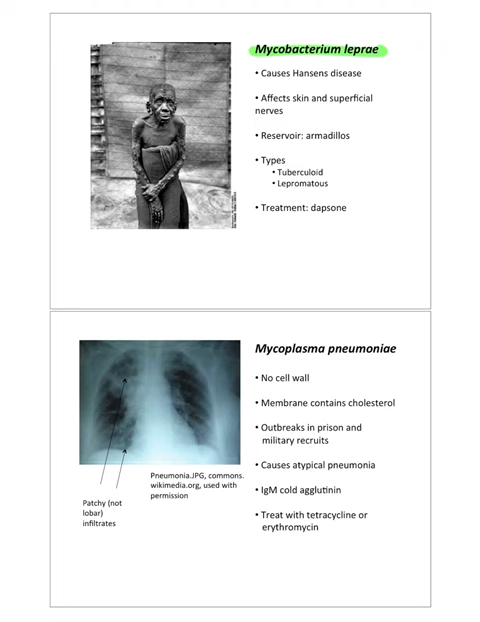 Mycobacterium leprae
• Causes Hansens disease
• Affects skin and superficial
nerves
• Reservoir: armadillos
• Types
• Tuberculoid
• Lepromatous
• Treatment: dapsone
Mycoplasma pneumoniae
• No cell wall
• Membrane contains cholesterol
• Outbreaks in prison and
military recruits
• Causes atypical pneumonia
• IgM cold agglutinin
• Treat with tetracycline or
erythromycin
Pneumonia.JPG, commons.
wikimedia.org, used with
permission
Patchy (not
lobar)
infiltrates